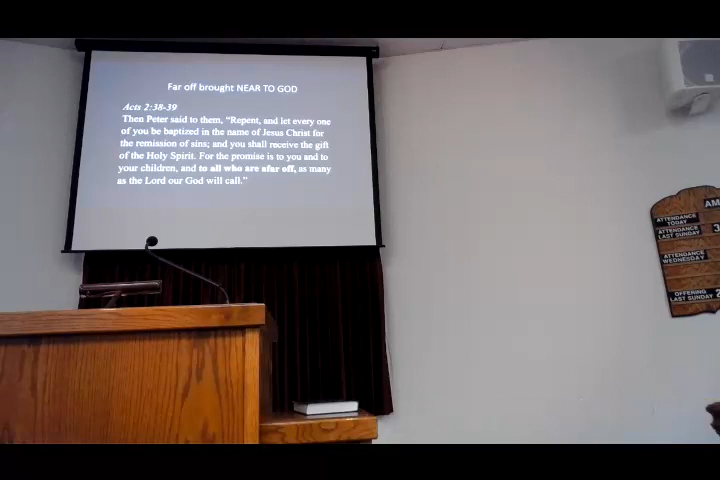 Far off brought NEAR TO GOD
Acts 2:38-39
Then Peter said to them, “Repent, and let every one
of you be baptized in the name of Jesus Christ for
the remission of sins; and you shall receive the gift
of the Holy Spirit. For the promise is to you and to
your children, and to all who are afar off, as many
as the Lord our God will call.”
AM
ATTENDANCE
TODAY
ATTENDANCE
LAST SUNDAY 3
ATTENDANCE
WEDNESDAY
OFFERING
LAST SUNDAY 2